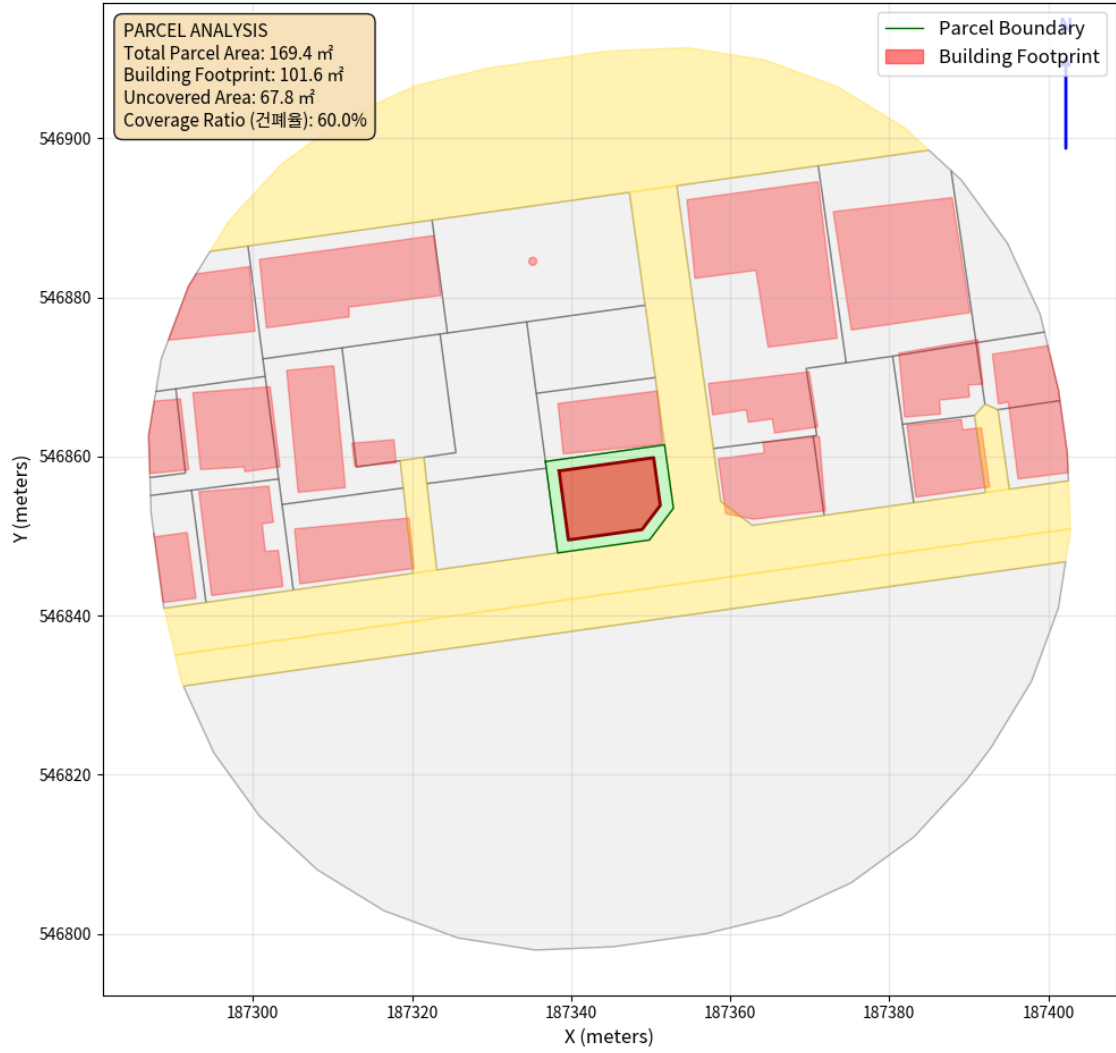 PARCEL ANALYSIS
Total Parcel Area: 169.4 ㎡
Building Footprint: 101.6 ㎡
Uncovered Area: 67.8 ㎡
Coverage Ratio (건폐율): 60.0%
Parcel Boundary
Building Footprint
N
546900
546880
546860
546840
546820
546800
Y (meters)
187300
187320
187340
187360
187380
187400
X (meters)